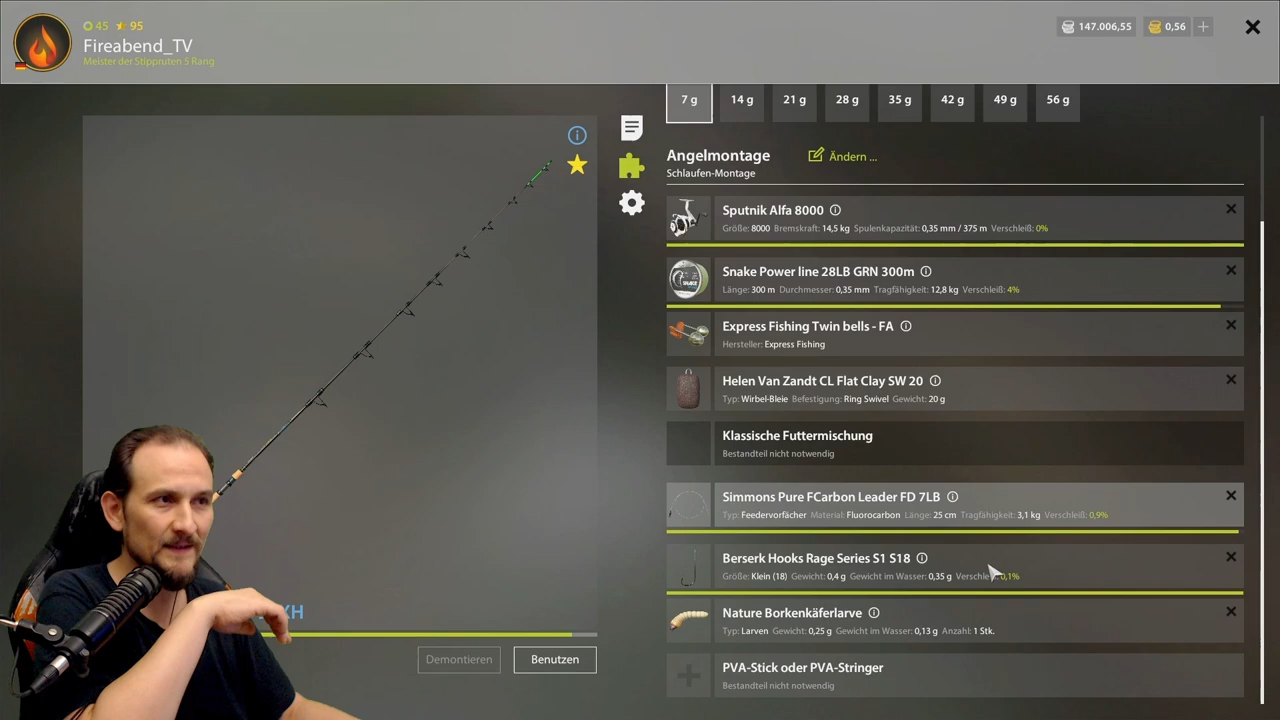 45 95
Fireabend_TV
Meister der Stippruten 5 Rang
147.006,55
0,56
7 g
14 g
21 g
28 g
35 g
42 g
49 g
56 g
Angelmontage
Ändern ...
Schlaufen-Montage
Sputnik Alfa 8000
Größe: 8000 Bremskraft: 14,5 kg Spulenkapazität: 0,35 mm / 375 m Verschleiß: 0%
Snake Power line 28LB GRN 300m
Länge: 300 m Durchmesser: 0,35 mm Tragfähigkeit: 12,8 kg Verschleiß: 4%
Express Fishing Twin bells - FA
Hersteller: Express Fishing
Helen Van Zandt CL Flat Clay SW 20
Typ: Wirbel-Bleie Befestigung: Ring Swivel Gewicht: 20 g
Klassische Futtermischung
Bestandteil nicht notwendig
Simmons Pure FCarbon Leader FD 7LB
Typ: Feedervorfächer Material: Fluorocarbon Länge: 25 cm Tragfähigkeit: 3,1 kg Verschleiß: 0,9%
Berserk Hooks Rage Series S1 S18
Größe: Klein (18) Gewicht: 0,4 g Gewicht im Wasser: 0,35 g 0,1%
Nature Borkenkäferlarve
Typ: Larven Gewicht: 0,25 g Gewicht im Wasser: 0,13 g Anzahl: 1 Stk.
PVA-Stick oder PVA-Stringer
Bestandteil nicht notwendig
Demontieren
Benutzen